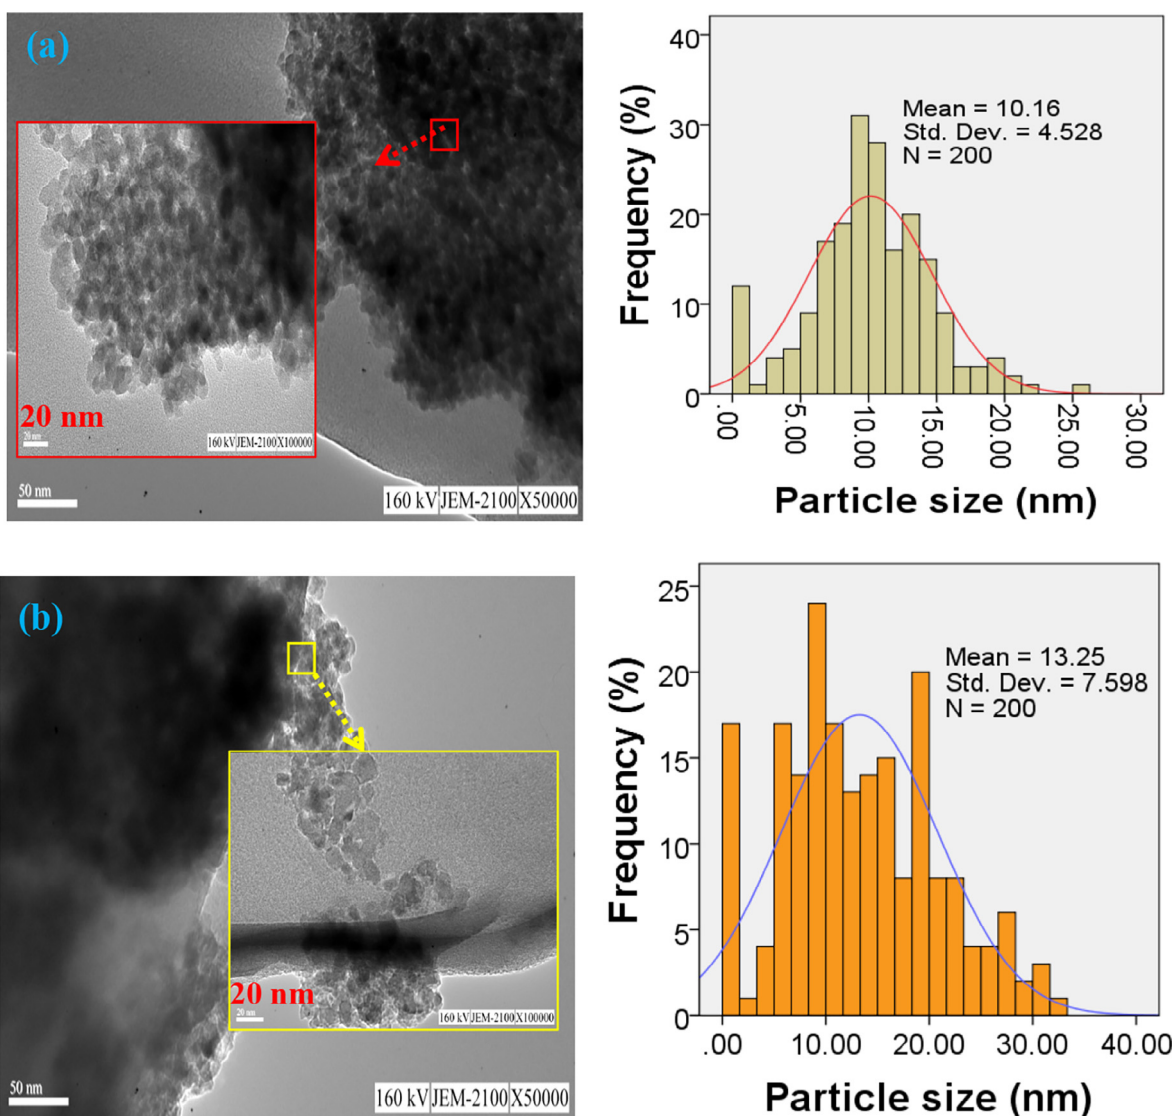 (a)
20 nm
20 nm
160 kV JEM-2100 X100000
50 nm
160 kV JEM-2100 X50000
Frequency (%)
40
30
20
10
0
Mean = 10.16
Std. Dev. = 4.528
N = 200
.00
5.00
10.00
15.00
20.00
25.00
30.00
Particle size (nm)
(b)
20 nm
20 nm
160 kV JEM-2100 X100000
50 nm
160 kV JEM-2100 X50000
Frequency (%)
25
20
15
10
5
0
Mean = 13.25
Std. Dev. = 7.598
N = 200
.00 10.00 20.00 30.00 40.00
Particle size (nm)